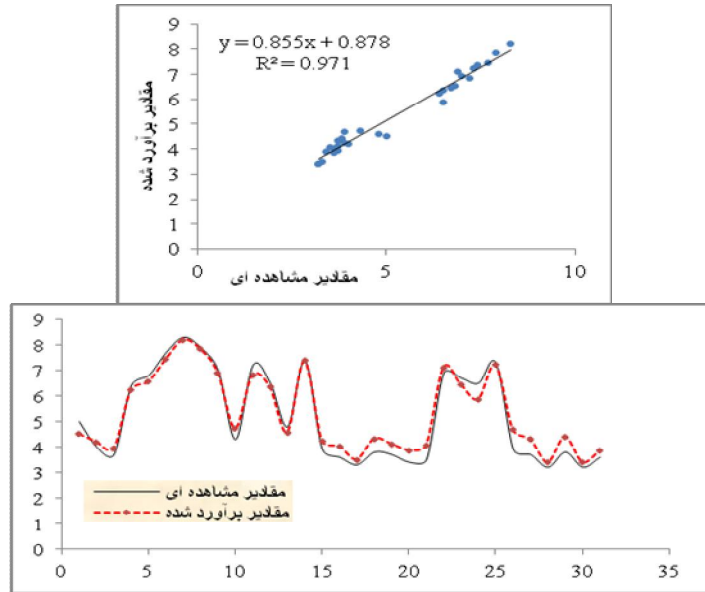 9
8
7
6
5
4
3
2
1
0
y = 0.855x + 0.878
R² = 0.971
مقادیر برآورد شده
0 5 10
مقادیر مشاهده ای
9
8
7
6
5
4
3
2
1
0
مقادیر مشاهده ای
مقادیر برآورد شده
0 5 10 15 20 25 30 35